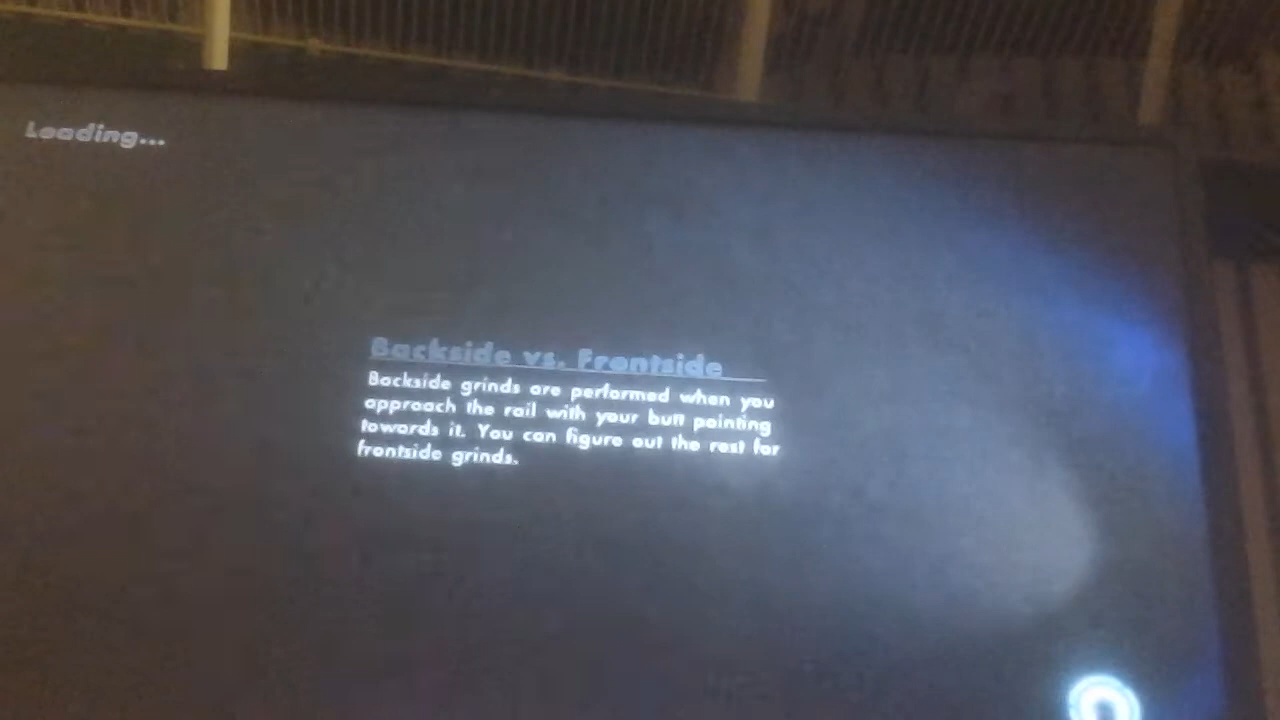 Loading...
Backside vs. Frontside
Backside grinds are performed when you
approach the rail with your butt pointing
towards it. You can figure out the rest for
frontside grinds.